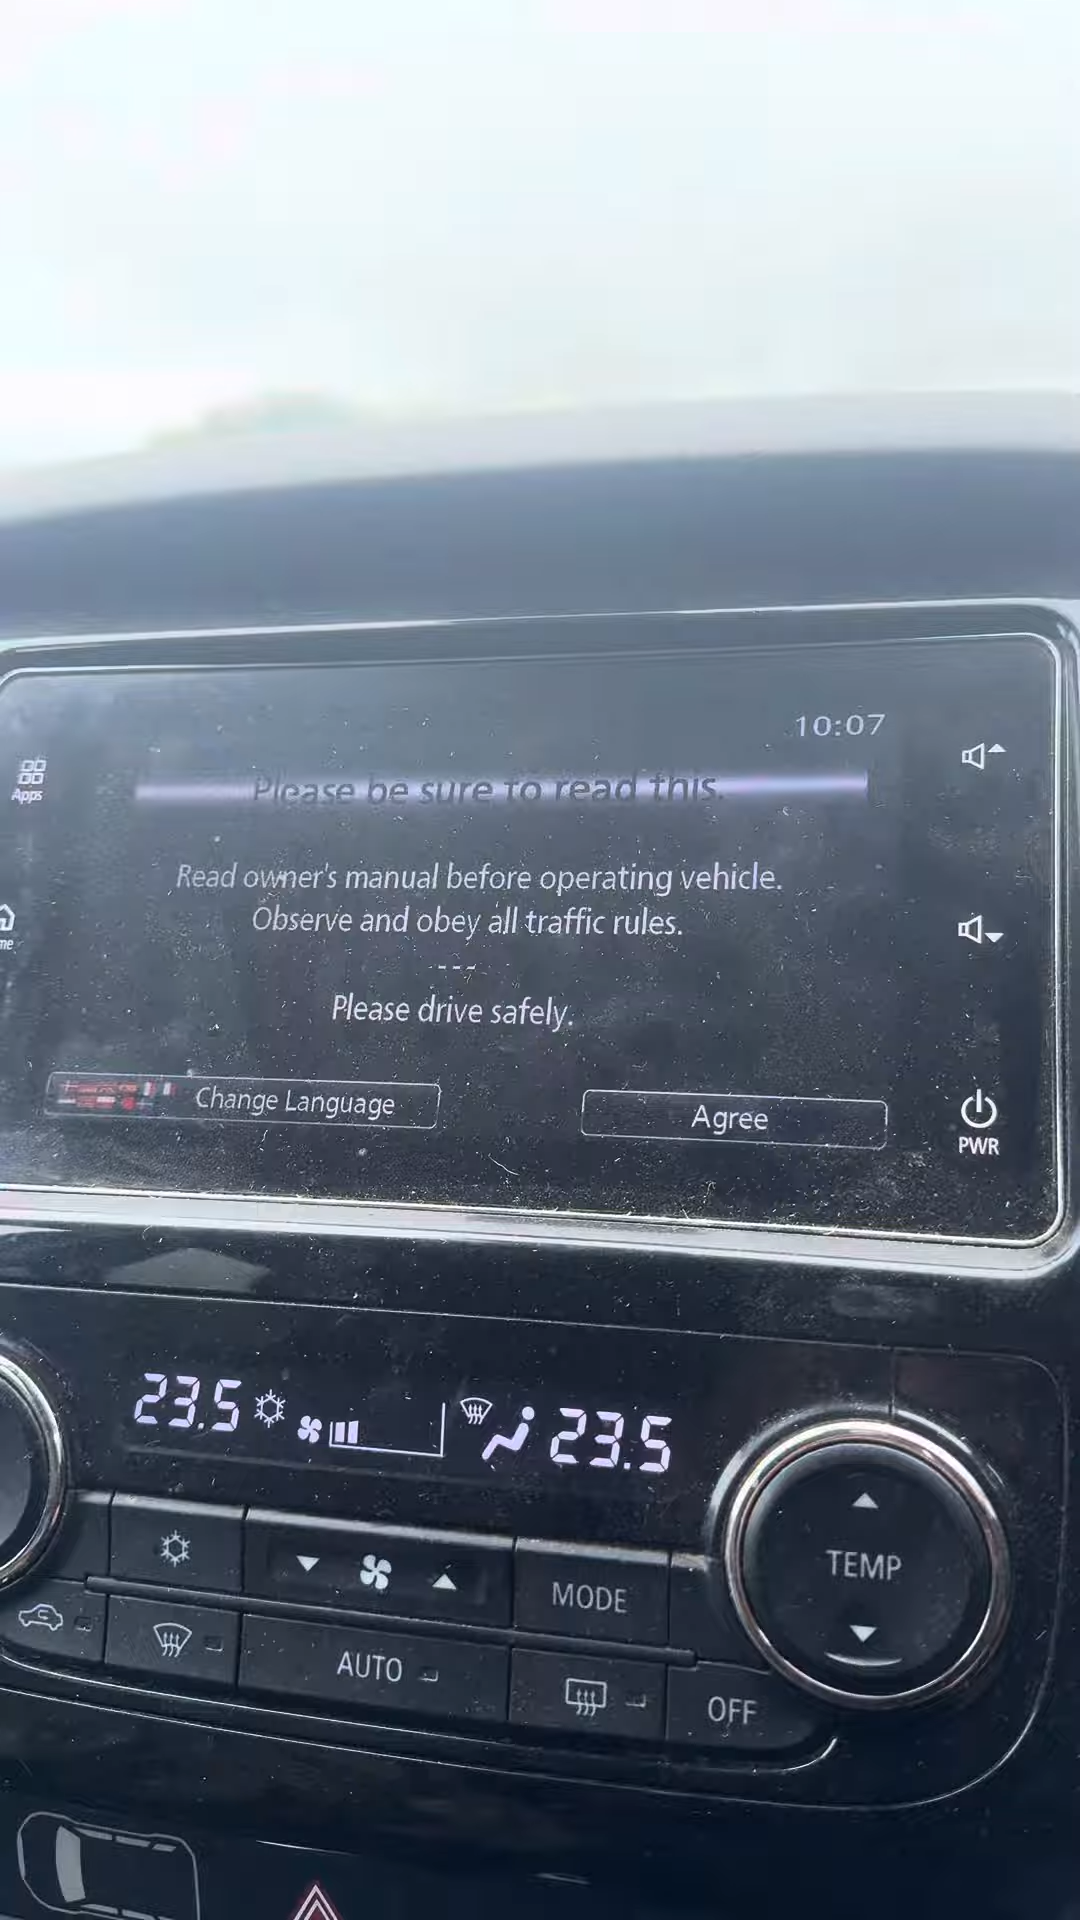 10:07
Apps
Please be sure to read this.
me
Read owner's manual before operating vehicle.
Observe and obey all traffic rules.
---
Please drive safely.
Change Language
Agree
PWR
23.5
23.5
TEMP
MODE
AUTO
OFF